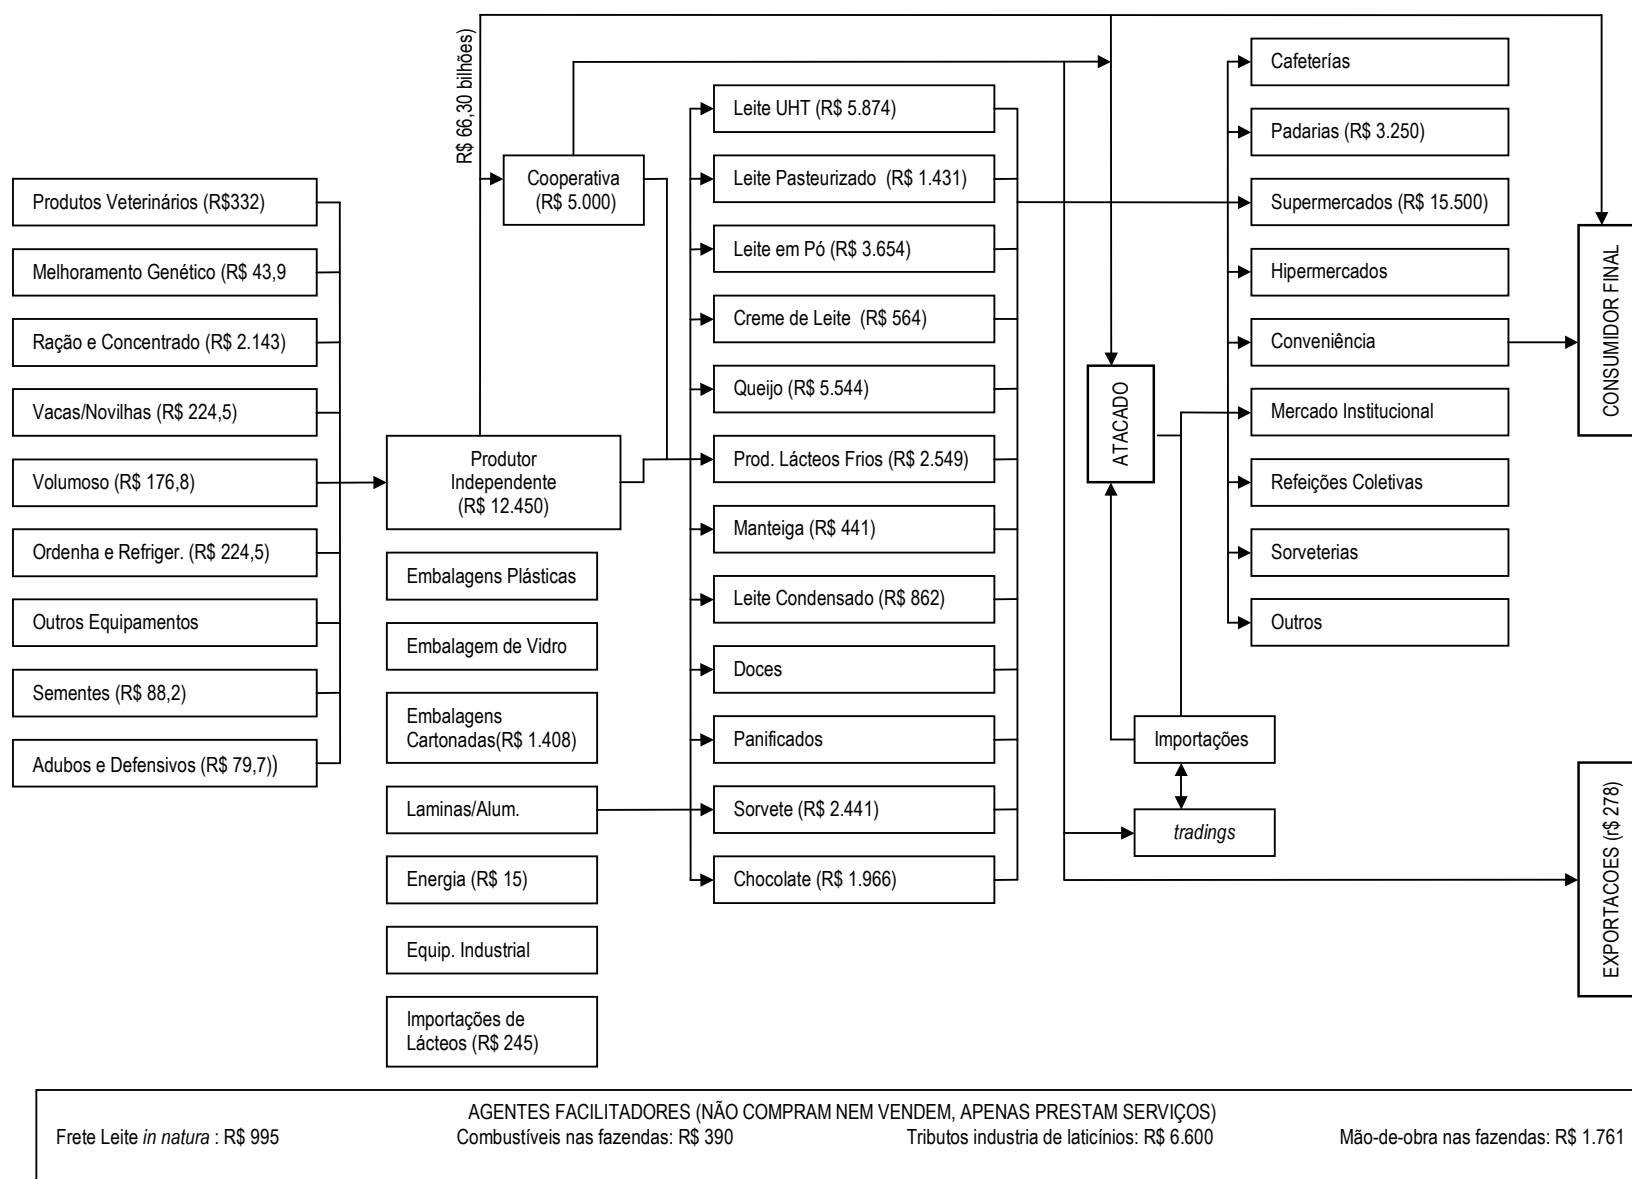 R$ 66,30 bilhões)
Produtos Veterinários (R$332)
Melhoramento Genético (R$ 43,9
Ração e Concentrado (R$ 2.143)
Vacas/Novilhas (R$ 224,5)
Volumoso (R$ 176,8)
Ordenha e Refriger. (R$ 224,5)
Outros Equipamentos
Sementes (R$ 88,2)
Adubos e Defensivos (R$ 79,7))
Cooperativa
(R$ 5.000)
Produtor
Independente
(R$ 12.450)
Embalagens Plásticas
Embalagem de Vidro
Embalagens
Cartonadas(R$ 1.408)
Laminas/Alum.
Energia (R$ 15)
Equip. Industrial
Importações de
Lácteos (R$ 245)
Leite UHT (R$ 5.874)
Leite Pasteurizado (R$ 1.431)
Leite em Pó (R$ 3.654)
Creme de Leite (R$ 564)
Queijo (R$ 5.544)
Prod. Lácteos Frios (R$ 2.549)
Manteiga (R$ 441)
Leite Condensado (R$ 862)
Doces
Panificados
Sorvete (R$ 2.441)
Chocolate (R$ 1.966)
ATACADO
Importações
tradings
Cafeterías
Padarias (R$ 3.250)
Supermercados (R$ 15.500)
Hipermercados
Conveniência
Mercado Institucional
Refeições Coletivas
Sorveterias
Outros
CONSUMIDOR FINAL
EXPORTACOES (r$ 278)
AGENTES FACILITADORES (NÃO COMPRAM NEM VENDEM, APENAS PRESTAM SERVIÇOS)
Frete Leite in natura : R$ 995 Combustíveis nas fazendas: R$ 390 Tributos industria de laticínios: R$ 6.600 Mão-de-obra nas fazendas: R$ 1.761